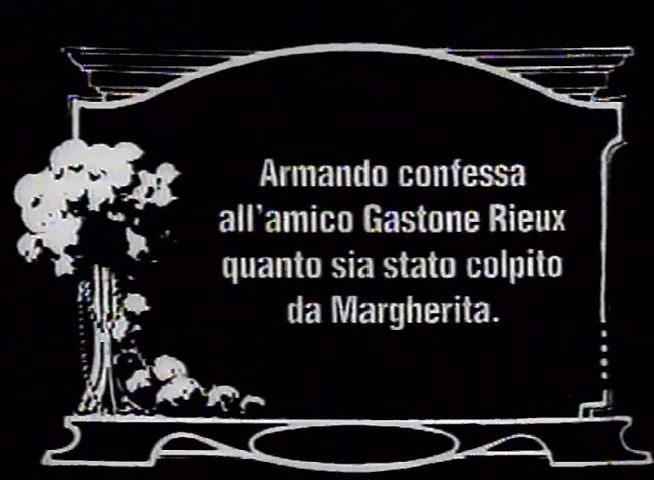 Armando confessa
all'amico Gastone Rieux
quanto sia stato colpito
da Margherita.